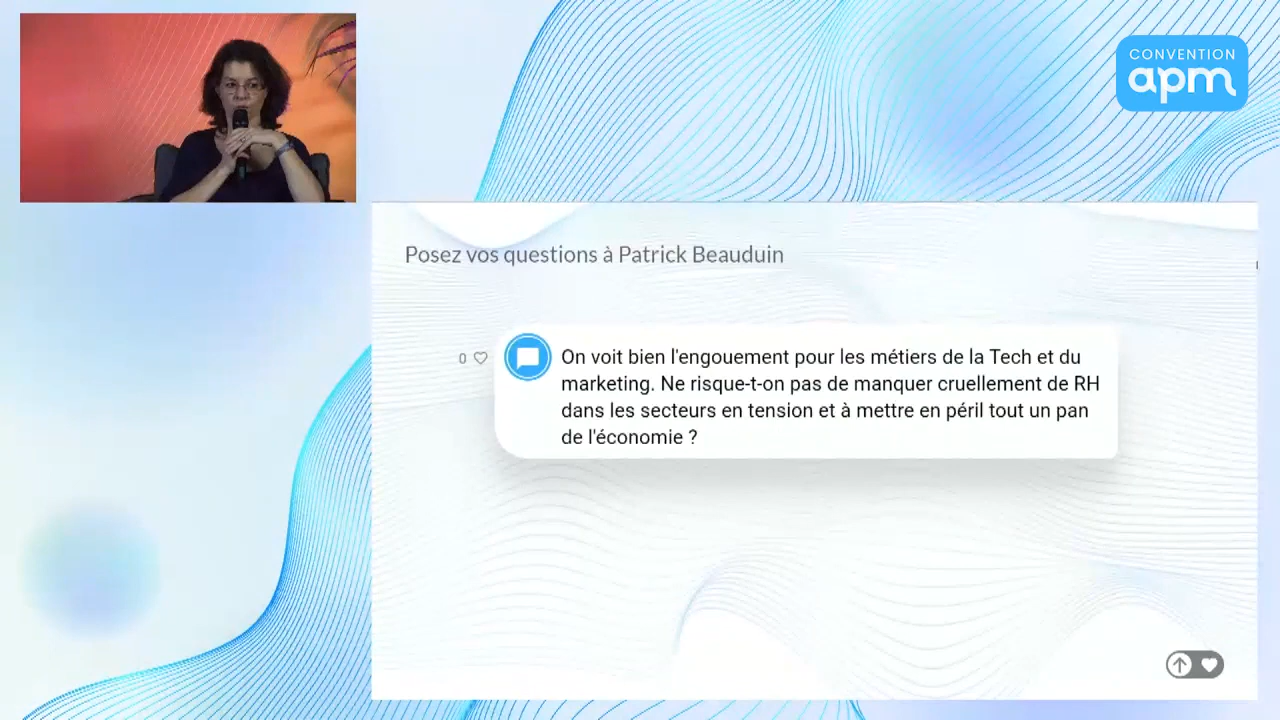 CONVENTION
apm
Posez vos questions à Patrick Beauduin
0
On voit bien l'engouement pour les métiers de la Tech et du
marketing. Ne risque-t-on pas de manquer cruellement de RH
dans les secteurs en tension et à mettre en péril tout un pan
de l'économie ?